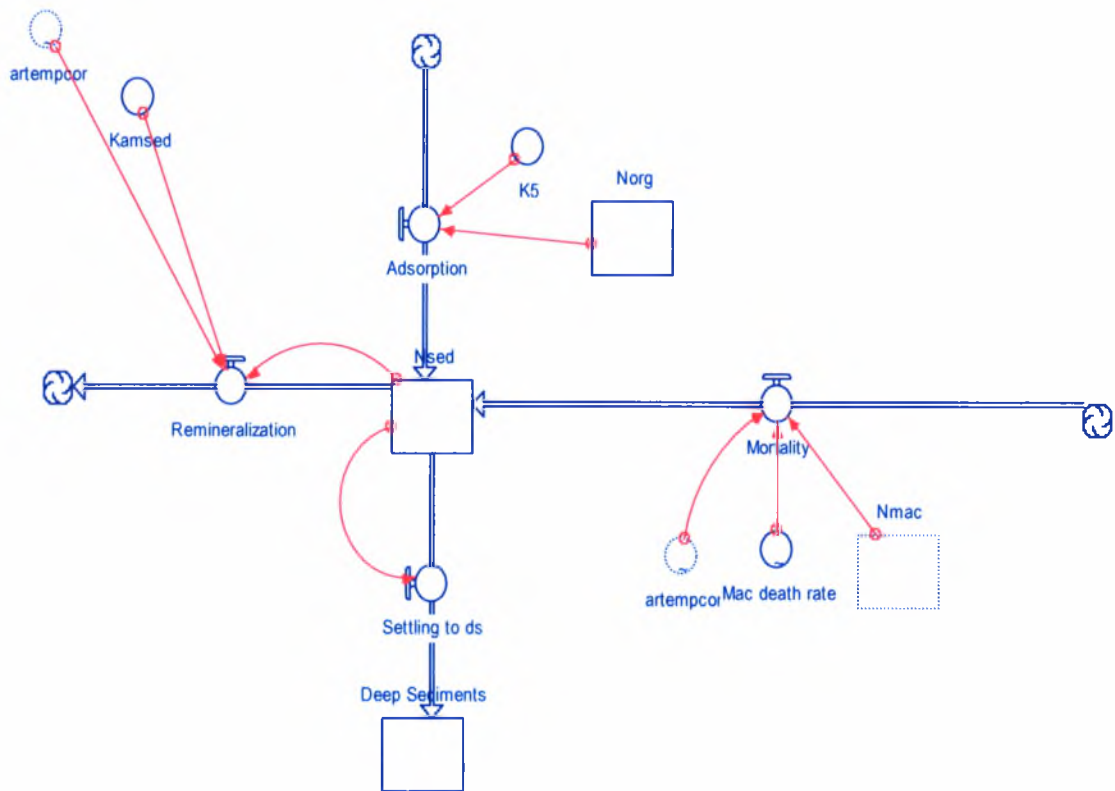 artempcor
Kamsed
K5
Norg
Adsorption
Nsed
Remineralization
Mortality
Nmac
artempcor
Mac death rate
Settling to ds
Deep Sediments